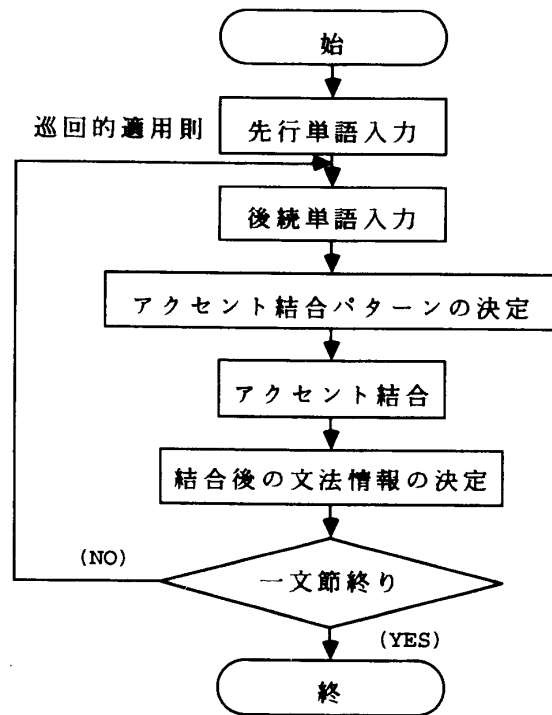 始
先行単語入力
巡回的適用則
後続単語入力
アクセント結合パターンの決定
アクセント結合
結合後の文法情報の決定
一文節終り
(NO)
(YES)
終